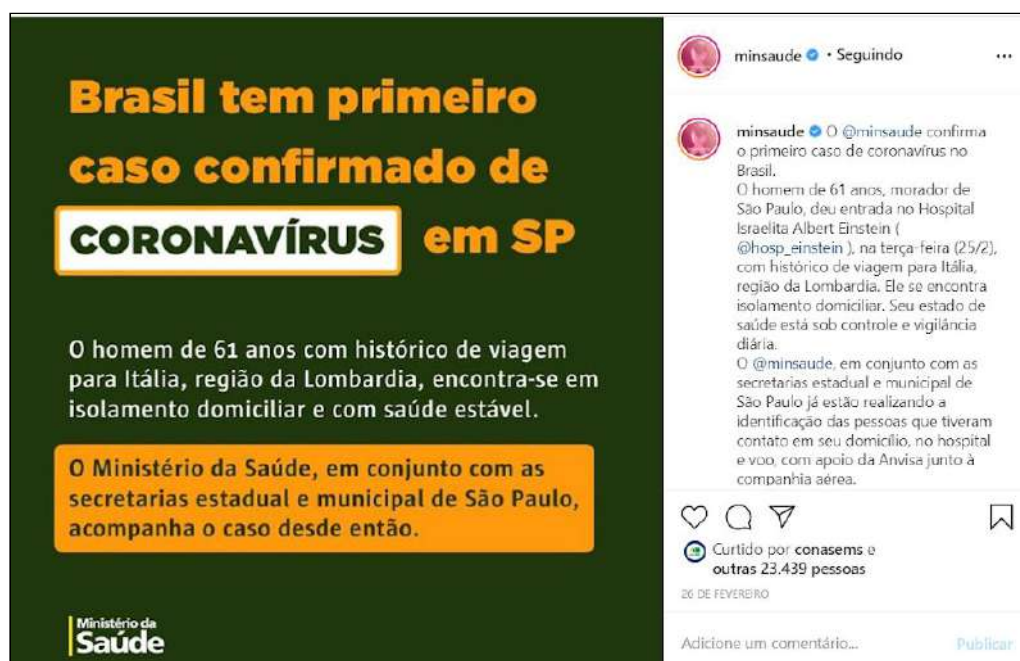 Brasil tem primeiro
caso confirmado de
CORONAVÍRUS em SP
O homem de 61 anos com histórico de viagem
para Itália, região da Lombardia, encontra-se em
isolamento domiciliar e com saúde estável.
O Ministério da Saúde, em conjunto com as
secretarias estadual e municipal de São Paulo,
acompanha o caso desde então.
Ministério da
Saúde
minsaude • Seguindo
minsaude O @minsaude confirma
o primeiro caso de coronavírus no
Brasil.
O homem de 61 anos, morador de
São Paulo, deu entrada no Hospital
Israelita Albert Einstein (
@hosp_einstein ), na terça-feira (25/2),
com histórico de viagem para Itália,
região da Lombardia. Ele se encontra
isolamento domiciliar. Seu estado de
saúde está sob controle e vigilância
diária.
O @minsaude, em conjunto com as
secretarias estadual e municipal de
São Paulo já estão realizando a
identificação das pessoas que tiveram
contato em seu domicílio, no hospital
e voo, com apoio da Anvisa junto à
companhia aérea.
Curtido por conasems e
outras 23.439 pessoas
26 DE FEVEREIRO
Adicione um comentário... Publicar